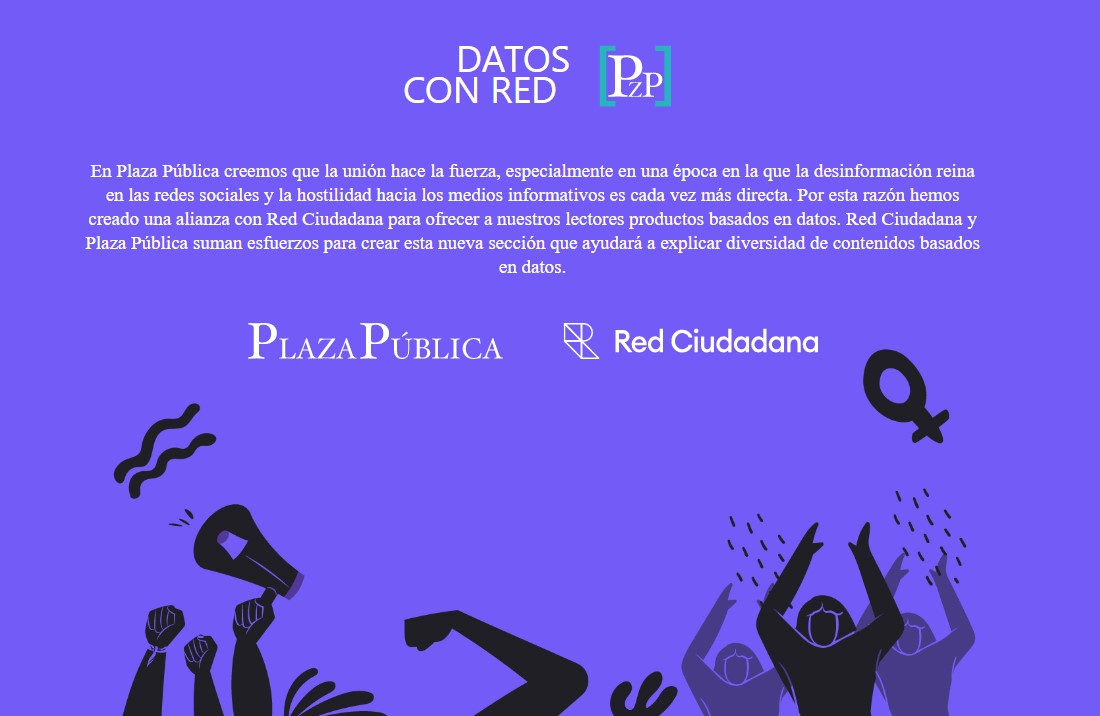 DATOS
CON RED
[PzP]
En Plaza Pública creemos que la unión hace la fuerza, especialmente en una época en la que la desinformación reina
en las redes sociales y la hostilidad hacia los medios informativos es cada vez más directa. Por esta razón hemos
creado una alianza con Red Ciudadana para ofrecer a nuestros lectores productos basados en datos. Red Ciudadana y
Plaza Pública suman esfuerzos para crear esta nueva sección que ayudará a explicar diversidad de contenidos basados
en datos.
PLAZA PÚBLICA
Red Ciudadana